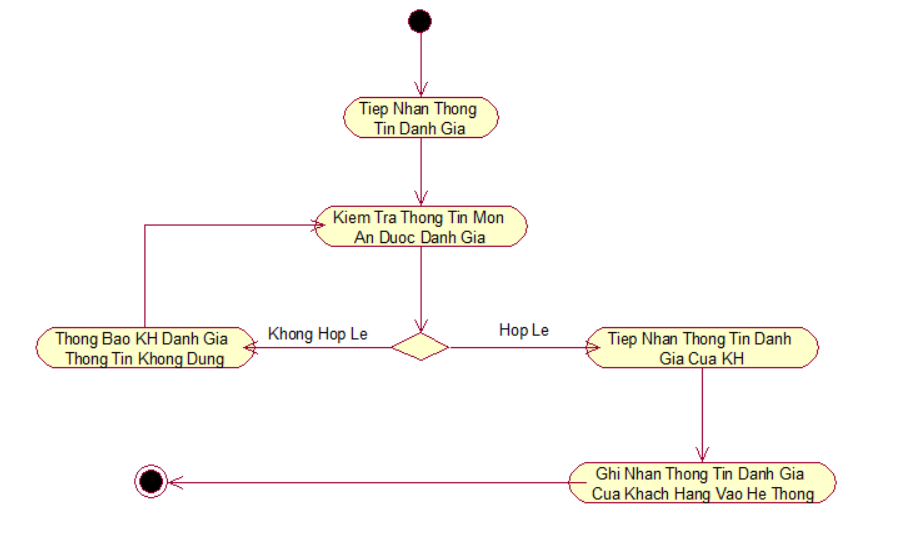 Tiep Nhan Thong
Tin Danh Gia
Kiem Tra Thong Tin Mon
An Duoc Danh Gia
Khong Hop Le
Hop Le
Thong Bao KH Danh Gia
Thong Tin Khong Dung
Tiep Nhan Thong Tin Danh
Gia Cua KH
Ghi Nhan Thong Tin Danh Gia
Cua Khach Hang Vao He Thong